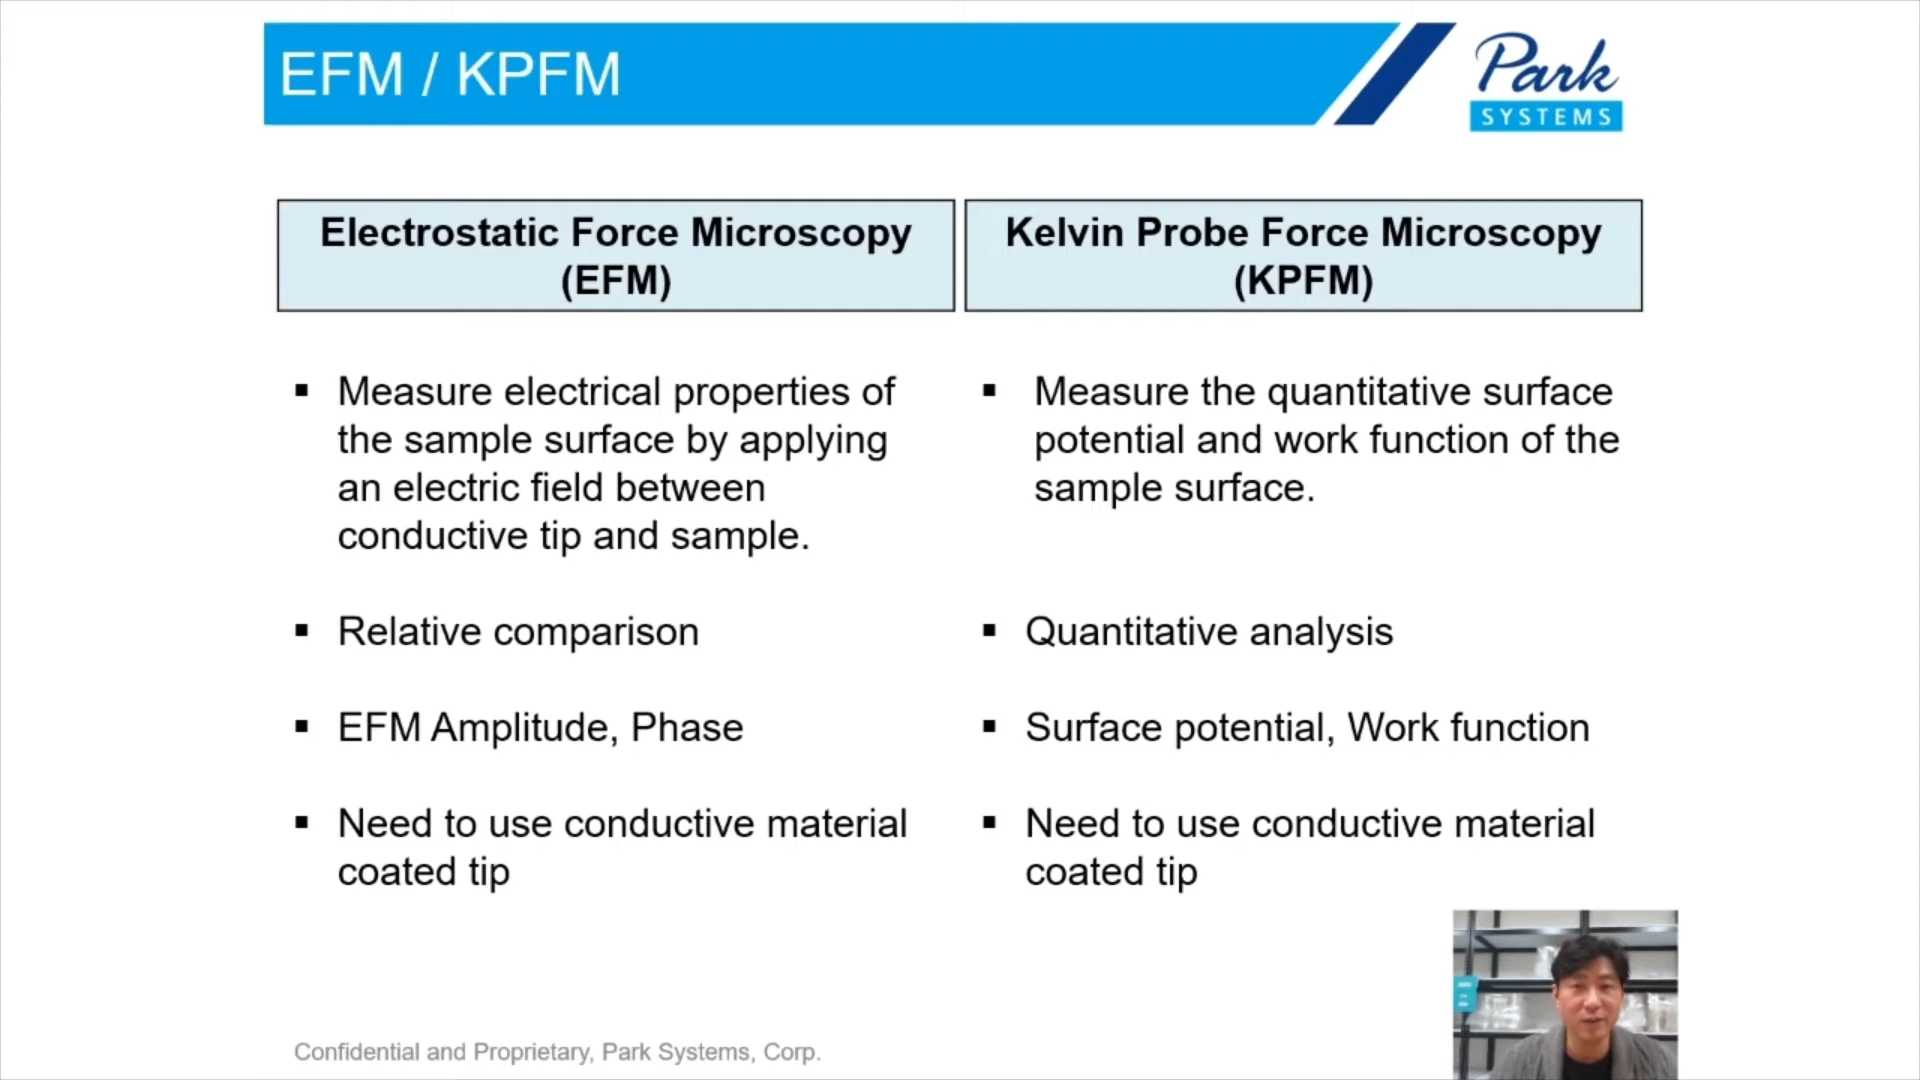 EFM / KPFM
Park
SYSTEMS
Electrostatic Force Microscopy
(EFM)
Kelvin Probe Force Microscopy
(KPFM)
▪ Measure electrical properties of
the sample surface by applying
an electric field between
conductive tip and sample.
▪ Relative comparison
▪ EFM Amplitude, Phase
▪ Need to use conductive material
coated tip
▪ Measure the quantitative surface
potential and work function of the
sample surface.
▪ Quantitative analysis
▪ Surface potential, Work function
▪ Need to use conductive material
coated tip
Confidential and Proprietary, Park Systems, Corp.